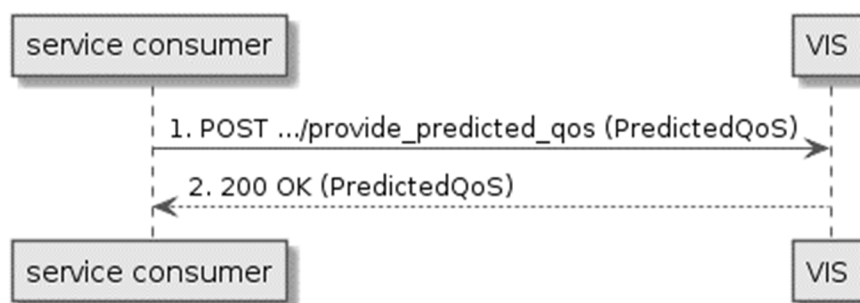 service consumer
VIS
1. POST .../provide_predicted_qos (PredictedQoS)
2. 200 OK (PredictedQoS)
service consumer
VIS